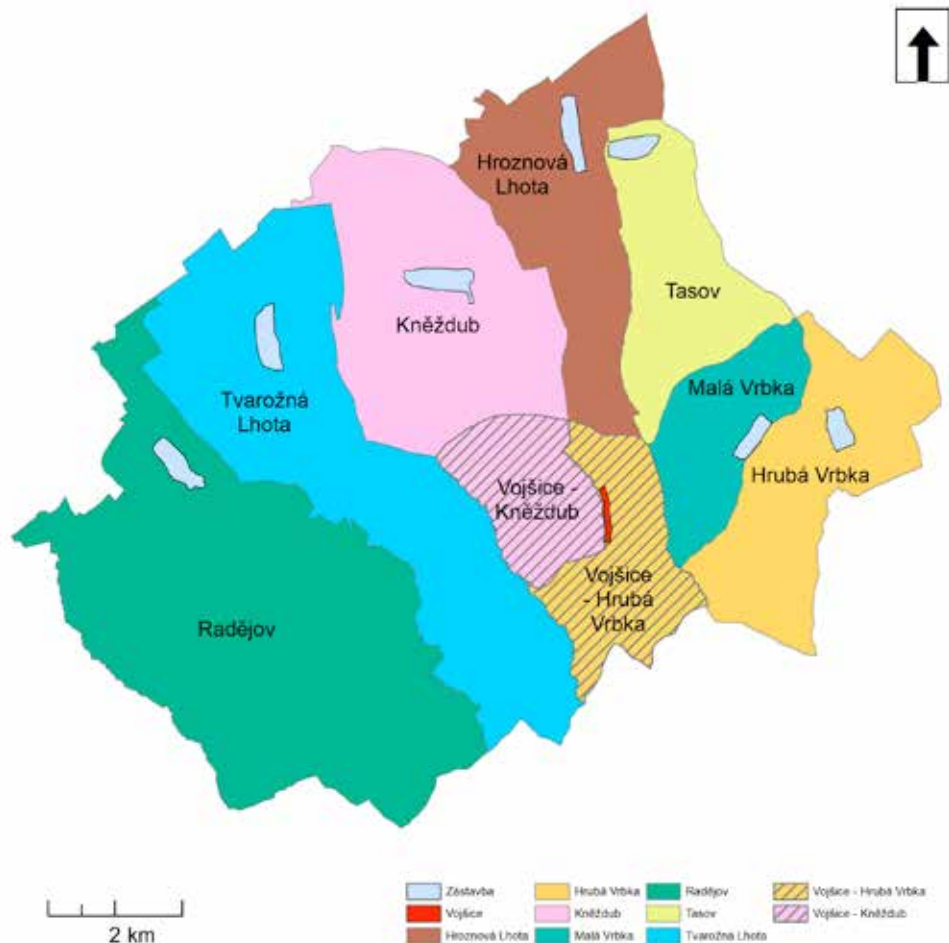 Hroznová
Lhota
Tasov
Kněždub
Malá Vrbka
Tvarožná
Lhota
Hrubá Vrbka
Vojšice -
Kněždub
Vojšice
- Hrubá
Vrbka
Radějov
2 km
Zástavba
Vojšice
Hroznová Lhota
Hrubá Vrbka
Kněždub
Malá Vrbka
Radějov
Tasov
Tvarožná Lhota
Vojšice - Hrubá Vrbka
Vojšice - Kněždub